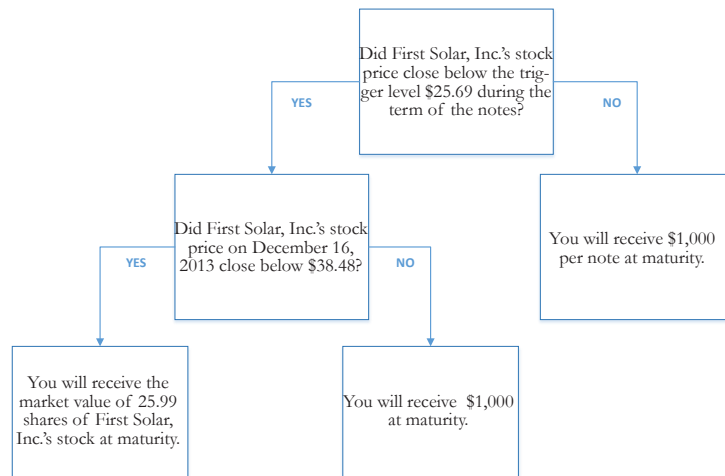 Did First Solar, Inc.'s stock
price close below the trig-
ger level $25.69 during the
term of the notes?
YES
NO
Did First Solar, Inc.'s stock
price on December 16,
2013 close below $38.48?
You will receive $1,000
per note at maturity.
YES
NO
You will receive the
market value of 25.99
shares of First Solar,
Inc.'s stock at maturity.
You will receive $1,000
at maturity.